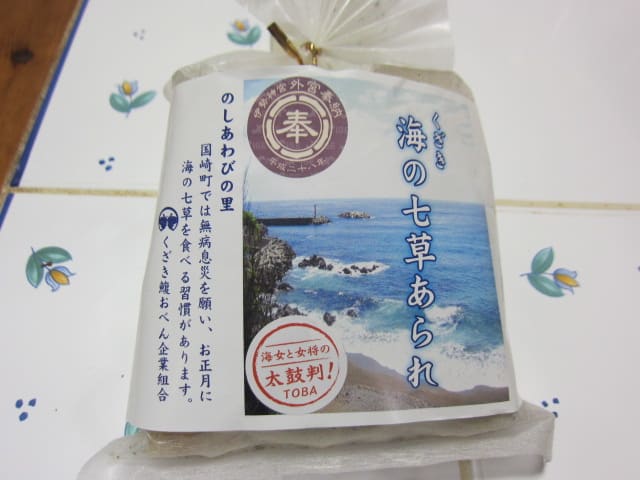 くざき
海の七草あられ
伊勢神宮外宮奉納
奉
平成二十八年
のしあわびの里
国崎町では無病息災を願い、お正月に
海の七草を食べる習慣があります。
くざき鰒おべん企業組合
海女と女将の
太鼓判!
TOBA